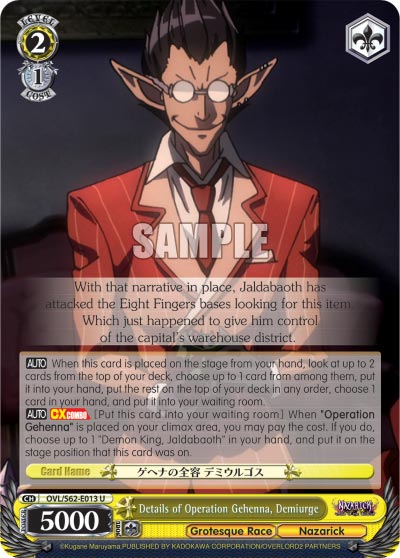 LEVEL
2
1
COST
SAMPLE
With that narrative in place, Jaldabaoth has
attacked the Eight Fingers bases looking for this item.
Which just happened to give him control
of the capital's warehouse district.
AUTO When this card is placed on the stage from your hand, look at up to 2
cards from the top of your deck, choose up to 1 card from among them, put
it into your hand, put the rest on the top of your deck in any order, choose 1
card in your hand, and put it into your waiting room.
AUTO CXCOMBO [Put this card into your waiting room] When "Operation
Gehenna" is placed on your climax area, you may pay the cost. If you do,
choose up to 1 "Demon King, Jaldabaoth" in your hand, and put it on the
stage position that this card was on.
Card Name ゲヘナの全容 デミウルゴス
CH OVL/S62-E013 U
Details of Operation Gehenna, Demiurge
NAZARICK
POWER 5000
Grotesque Race Nazarick
©Kugane Maruyama,PUBLISHED BY KADOKAWA CORPORATION/OVERLORD2 PARTNERS